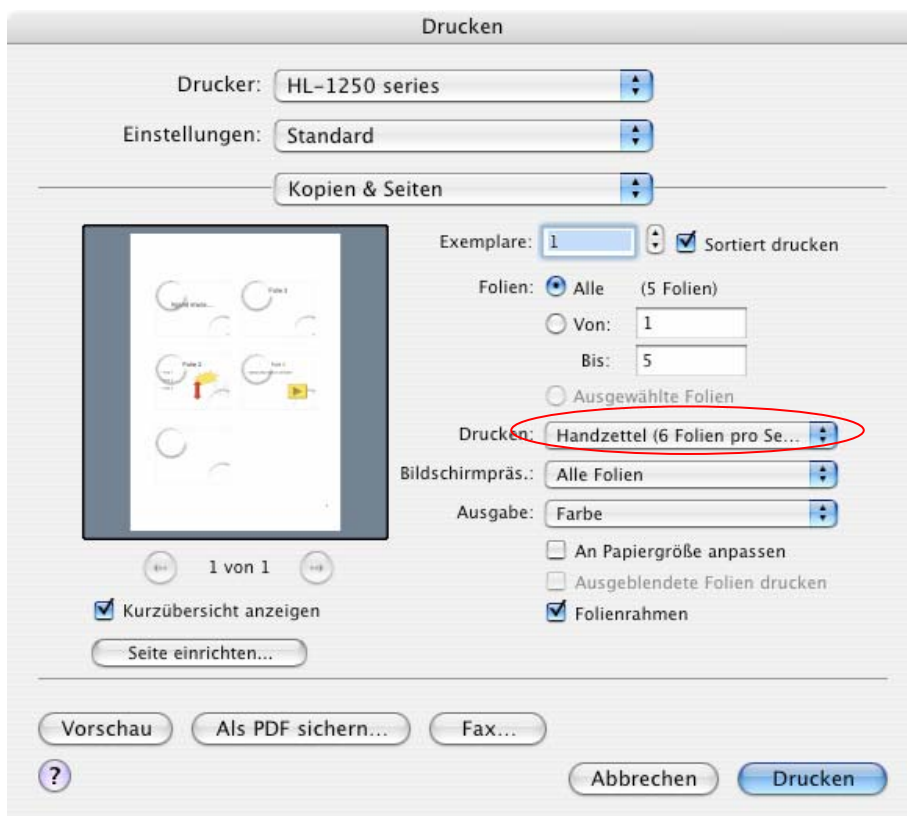 Drucken
Drucker: HL-1250 series
Einstellungen: Standard
Kopien & Seiten
Exemplare: 1 Sortiert drucken
Folien: Alle (5 Folien)
Von: 1
Bis: 5
Ausgewählte Folien
Drucken: Handzettel (6 Folien pro Se...
Bildschirmpräs.: Alle Folien
Ausgabe: Farbe
An Papiergröße anpassen
Ausgeblendete Folien drucken
Folienrahmen
1 von 1
Kurzübersicht anzeigen
Seite einrichten...
Vorschau Als PDF sichern... Fax...
? Abbrechen Drucken